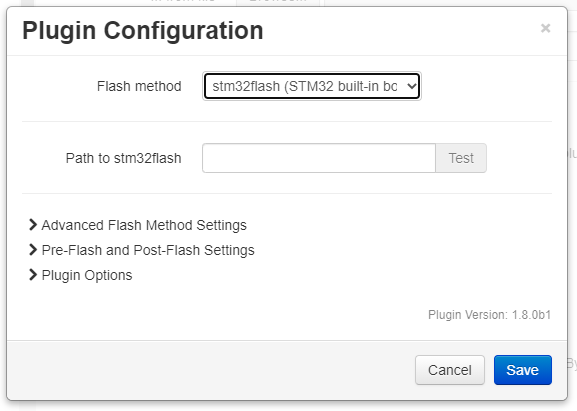 Plugin Configuration
×
Flash method
stm32flash (STM32 built-in bo
Path to stm32flash
Test
Advanced Flash Method Settings
Pre-Flash and Post-Flash Settings
Plugin Options
Plugin Version: 1.8.0b1
Cancel
Save